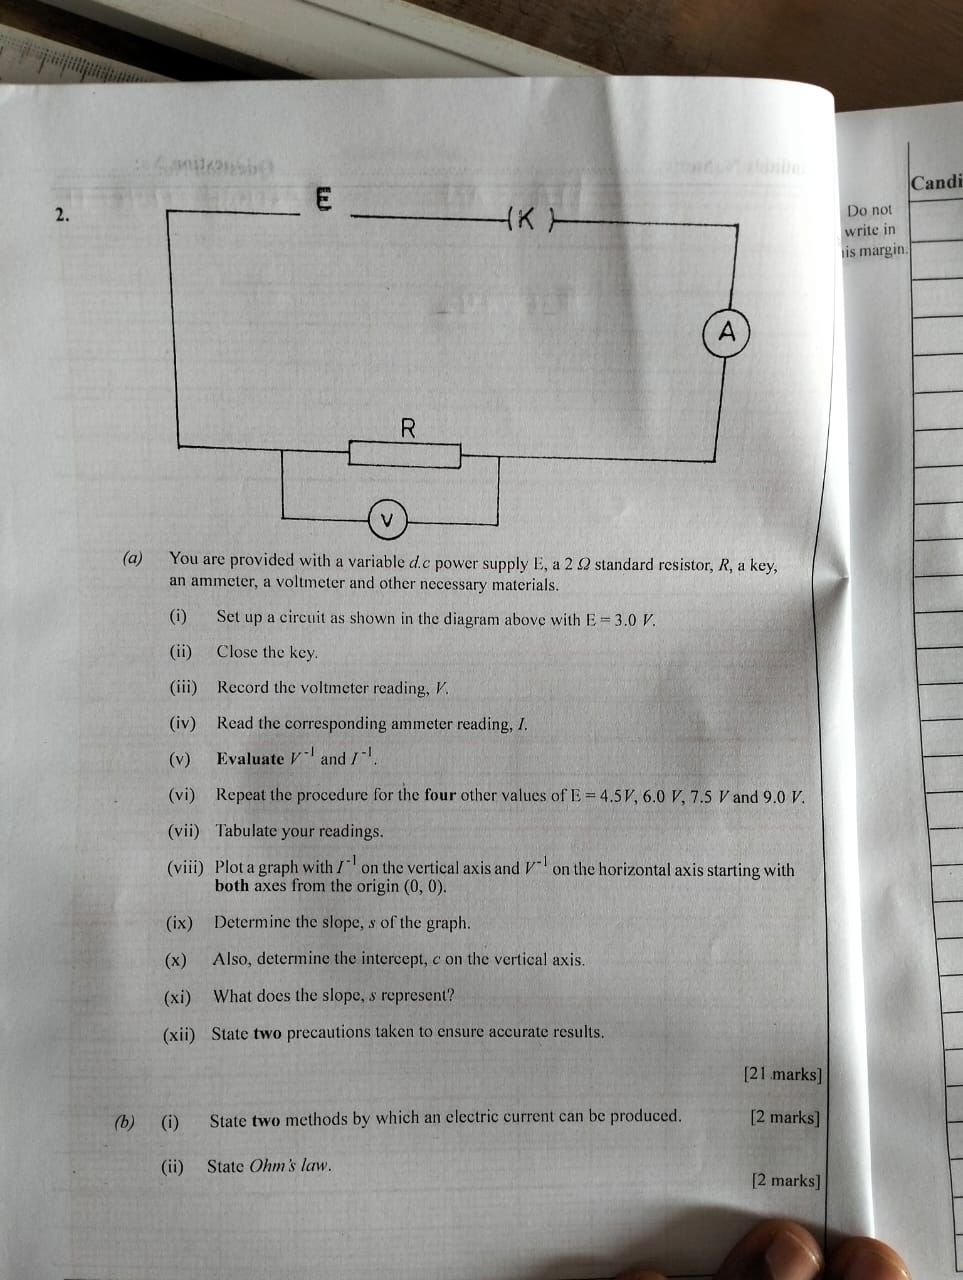 Candi
Do not
write in
is margin.
2.
E
(K)
A
R
V
(a) You are provided with a variable d.c power supply E, a 2 Ω standard resistor, R, a key,
an ammeter, a voltmeter and other necessary materials.
(i) Set up a circuit as shown in the diagram above with E = 3.0 V.
(ii) Close the key.
(iii) Record the voltmeter reading, V.
(iv) Read the corresponding ammeter reading, I.
(v) Evaluate V⁻¹ and I⁻¹.
(vi) Repeat the procedure for the four other values of E = 4.5V, 6.0 V, 7.5 V and 9.0 V.
(vii) Tabulate your readings.
(viii) Plot a graph with I⁻¹ on the vertical axis and V⁻¹ on the horizontal axis starting with
both axes from the origin (0, 0).
(ix) Determine the slope, s of the graph.
(x) Also, determine the intercept, c on the vertical axis.
(xi) What does the slope, s represent?
(xii) State two precautions taken to ensure accurate results.
[21 marks]
(b) (i) State two methods by which an electric current can be produced. [2 marks]
(ii) State Ohm's law.
[2 marks]